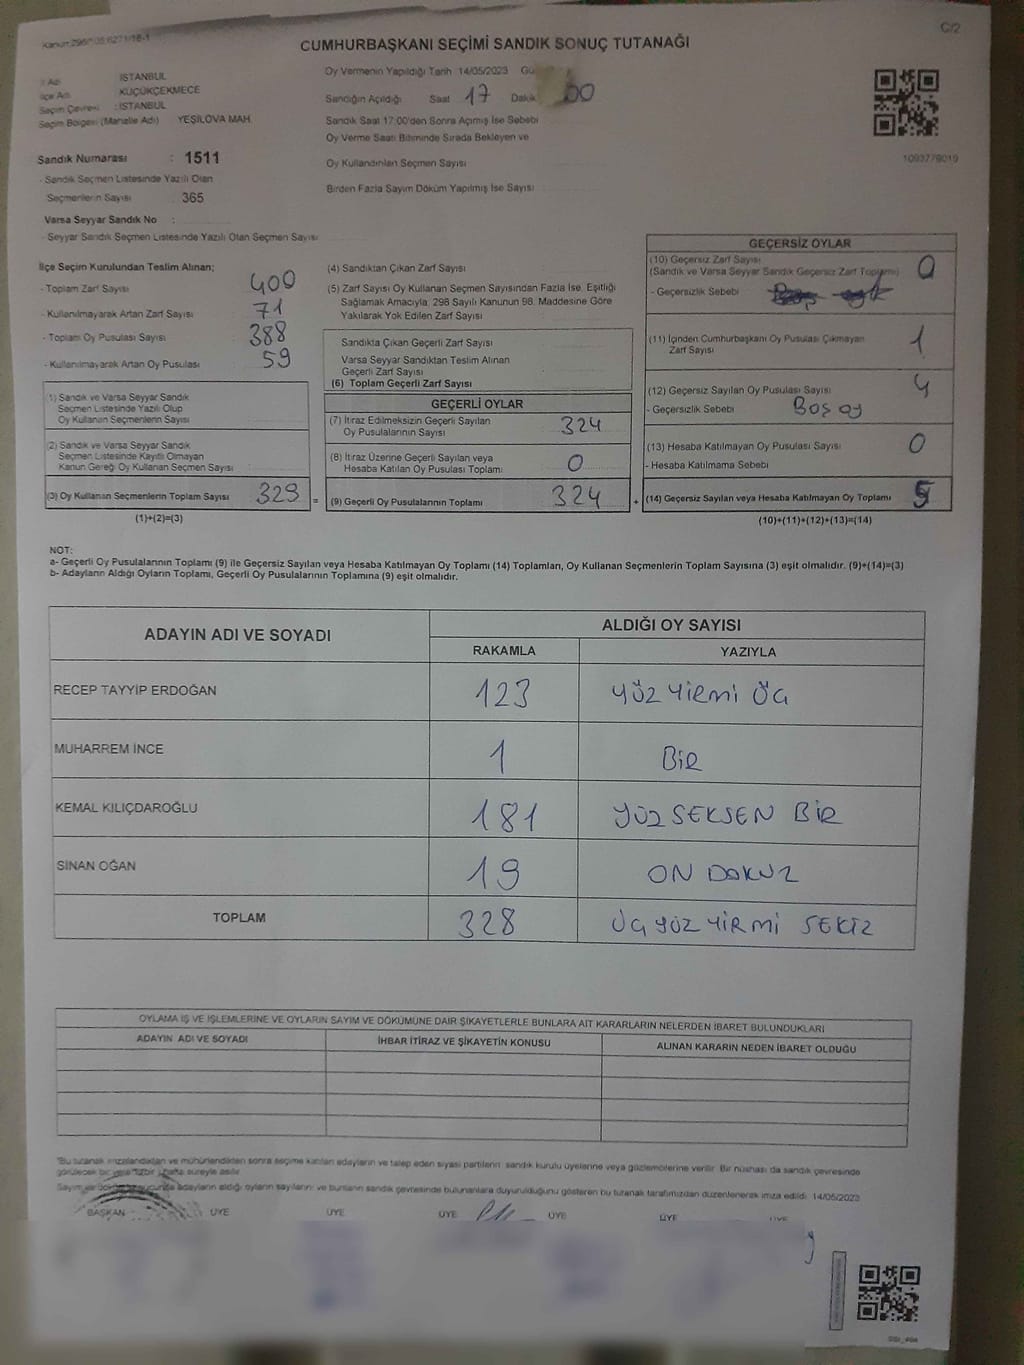 Kanun:298/105 6271/18-1
C/2
CUMHURBAŞKANI SEÇİMİ SANDIK SONUÇ TUTANAĞI
İl Adı İSTANBUL
İlçe Adı KÜÇÜKÇEKMECE
Seçim Çevresi : İSTANBUL
Seçim Bölgesi (Mahalle Adı) YEŞİLOVA MAH
Sandık Numarası : 1511
- Sandık Seçmen Listesinde Yazılı Olan
Seçmenlerin Sayısı 365
Varsa Seyyar Sandık No :
- Seyyar Sandık Seçmen Listesinde Yazılı Olan Seçmen Sayısı
Oy Vermenin Yapıldığı Tarih 14/05/2023
Sandığın Açıldığı Saat 17 Dakika 00
Sandık Saat 17:00'den Sonra Açılmış İse Sebebi
Oy Verme Saati Bitiminde Sırada Bekleyen ve
Oy Kullandırılan Seçmen Sayısı
Birden Fazla Sayım Döküm Yapılmış İse Sayısı
1093779019
İlçe Seçim Kurulundan Teslim Alınan;
- Toplam Zarf Sayısı 400
- Kullanılmayarak Artan Zarf Sayısı 71
- Toplam Oy Pusulası Sayısı 388
- Kullanılmayarak Artan Oy Pusulası 59
(1) Sandık ve Varsa Seyyar Sandık
Seçmen Listesinde Yazılı Olup
Oy Kullanan Seçmenlerin Sayısı
(2) Sandık ve Varsa Seyyar Sandık
Seçmen Listesinde Kayıtlı Olmayan
Kanun Gereği Oy Kullanan Seçmen Sayısı
(3) Oy Kullanan Seçmenlerin Toplam Sayısı 329 =
(1)+(2)=(3)
(4) Sandıktan Çıkan Zarf Sayısı
(5) Zarf Sayısı Oy Kullanan Seçmen Sayısından Fazla İse, Eşitliği
Sağlamak Amacıyla, 298 Sayılı Kanunun 98. Maddesine Göre
Yakılarak Yok Edilen Zarf Sayısı
Sandıkta Çıkan Geçerli Zarf Sayısı
Varsa Seyyar Sandıktan Teslim Alınan
Geçerli Zarf Sayısı
(6) Toplam Geçerli Zarf Sayısı
GEÇERLİ OYLAR
(7) İtiraz Edilmeksizin Geçerli Sayılan
Oy Pusulalarının Sayısı 324
(8) İtiraz Üzerine Geçerli Sayılan veya
Hesaba Katılan Oy Pusulası Toplamı 0
(9) Geçerli Oy Pusulalarının Toplamı 324 +
GEÇERSİZ OYLAR
(10) Geçersiz Zarf Sayısı
(Sandık ve Varsa Seyyar Sandık Geçersiz Zarf Toplamı) 0
- Geçersizlik Sebebi
(11) İçinden Cumhurbaşkanı Oy Pusulası Çıkmayan
Zarf Sayısı 1
(12) Geçersiz Sayılan Oy Pusulası Sayısı 4
- Geçersizlik Sebebi Boş oy
(13) Hesaba Katılmayan Oy Pusulası Sayısı 0
- Hesaba Katılmama Sebebi
(14) Geçersiz Sayılan veya Hesaba Katılmayan Oy Toplamı 5
(10)+(11)+(12)+(13)=(14)
NOT:
a- Geçerli Oy Pusulalarının Toplamı (9) ile Geçersiz Sayılan veya Hesaba Katılmayan Oy Toplamı (14) Toplamları, Oy Kullanan Seçmenlerin Toplam Sayısına (3) eşit olmalıdır. (9)+(14)=(3)
b- Adayların Aldığı Oyların Toplamı, Geçerli Oy Pusulalarının Toplamına (9) eşit olmalıdır.
ADAYIN ADI VE SOYADI ALDIĞI OY SAYISI
RAKAMLA YAZIYLA
RECEP TAYYİP ERDOĞAN 123 YÜZ YİRMİ ÜÇ
MUHARREM İNCE 1 BİR
KEMAL KILIÇDAROĞLU 181 YÜZ SEKSEN BİR
SİNAN OĞAN 19 ON DOKUZ
TOPLAM 328 ÜÇ YÜZ YİRMİ SEKİZ
OYLAMA İŞ VE İŞLEMLERİNE VE OYLARIN SAYIM VE DÖKÜMÜNE DAİR ŞİKAYETLERLE BUNLARA AİT KARARLARIN NELERDEN İBARET BULUNDUKLARI
ADAYIN ADI VE SOYADI İHBAR İTİRAZ VE ŞİKAYETİN KONUSU ALINAN KARARIN NEDEN İBARET OLDUĞU
"Bu tutanak imzalandıktan ve mühürlendikten sonra seçime katılan adayların ve talep eden siyasi partilerin sandık kurulu üyelerine veya gözlemcilerine verilir. Bir nüshası da sandık çevresinde
görülecek bir yere bir hafta süreyle asılır.
Sayım ve döküm sonucunda adayların aldığı oyların sayılarını ve bunların sandık çevresinde bulunanlara duyurulduğunu gösteren bu tutanak tarafımızdan düzenlenerek imza edildi. 14/05/2023
BAŞKAN ÜYE ÜYE ÜYE ÜYE ÜYE ÜYE